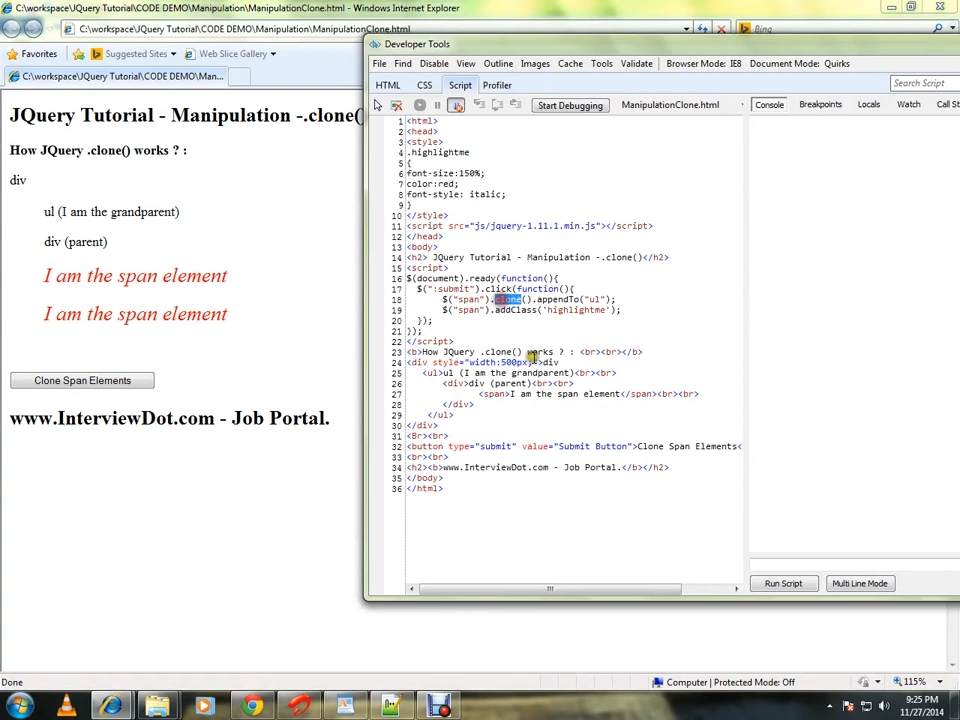 C:\workspace\JQuery Tutorial\CODE DEMO\Manipulation\ManipulationClone.html - Windows Internet Explorer
C:\workspace\JQuery Tutorial\CODE DEMO\Manipulation\ManipulationClone.html
Bing
Favorites
Suggested Sites
Web Slice Gallery
C:\workspace\JQuery Tutorial\CODE DEMO\Man...
JQuery Tutorial - Manipulation -.clone()
How JQuery .clone() works ? :
div
ul (I am the grandparent)
div (parent)
I am the span element
I am the span element
Clone Span Elements
www.InterviewDot.com - Job Portal.
Developer Tools
File Find Disable View Outline Images Cache Tools Validate Browser Mode: IE8 Document Mode: Quirks
HTML CSS Script Profiler
Search Script
Start Debugging ManipulationClone.html
Console Breakpoints Locals Watch Call St
1 <html>
2 <head>
3 <style>
4 .highlightme
5 {
6 font-size:150%;
7 color:red;
8 font-style: italic;
9 }
10 </style>
11 <script src="js/jquery-1.11.1.min.js"></script>
12 </head>
13 <body>
14 <h2> JQuery Tutorial - Manipulation -.clone()</h2>
15 <script>
16 $(document).ready(function(){
17 $(":submit").click(function(){
18 $("span").clone().appendTo("ul");
19 $("span").addClass('highlightme');
20 });
21 });
22 </script>
23 <b>How JQuery .clone() works ? : <br><br></b>
24 <div style="width:500px;">div
25 <ul>ul (I am the grandparent)<br><br>
26 <div>div (parent)<br><br>
27 <span>I am the span element</span><br><br>
28 </div>
29 </ul>
30 </div>
31 <Br><br>
32 <button type="submit" value="Submit Button">Clone Span Elements<
33 <br><br>
34 <h2><b>www.InterviewDot.com - Job Portal.</b></h2>
35 </body>
36 </html>
Run Script
Multi Line Mode
Done
Computer | Protected Mode: Off
115%
9:25 PM
11/27/2014